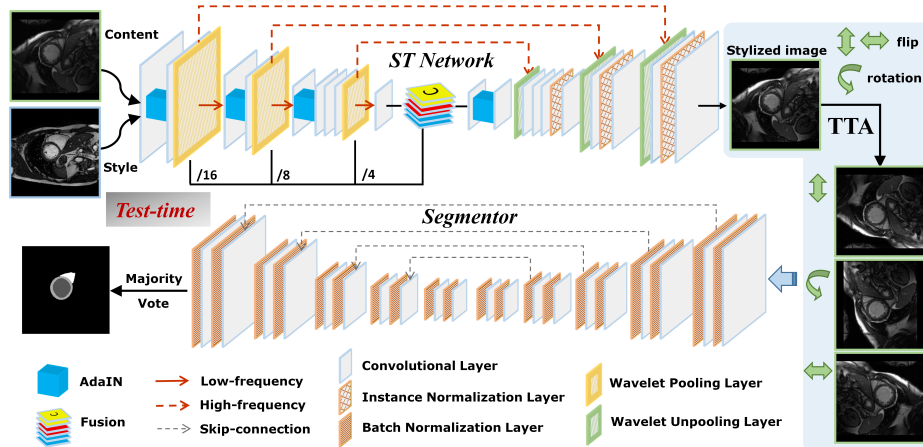 Content
Style
ST Network
C
/16
/8
/4
Stylized image
flip
rotation
TTA
Test-time
Segmentor
Majority
Vote
AdaIN
Fusion
Low-frequency
High-frequency
Skip-connection
Convolutional Layer
Instance Normalization Layer
Batch Normalization Layer
Wavelet Pooling Layer
Wavelet Unpooling Layer